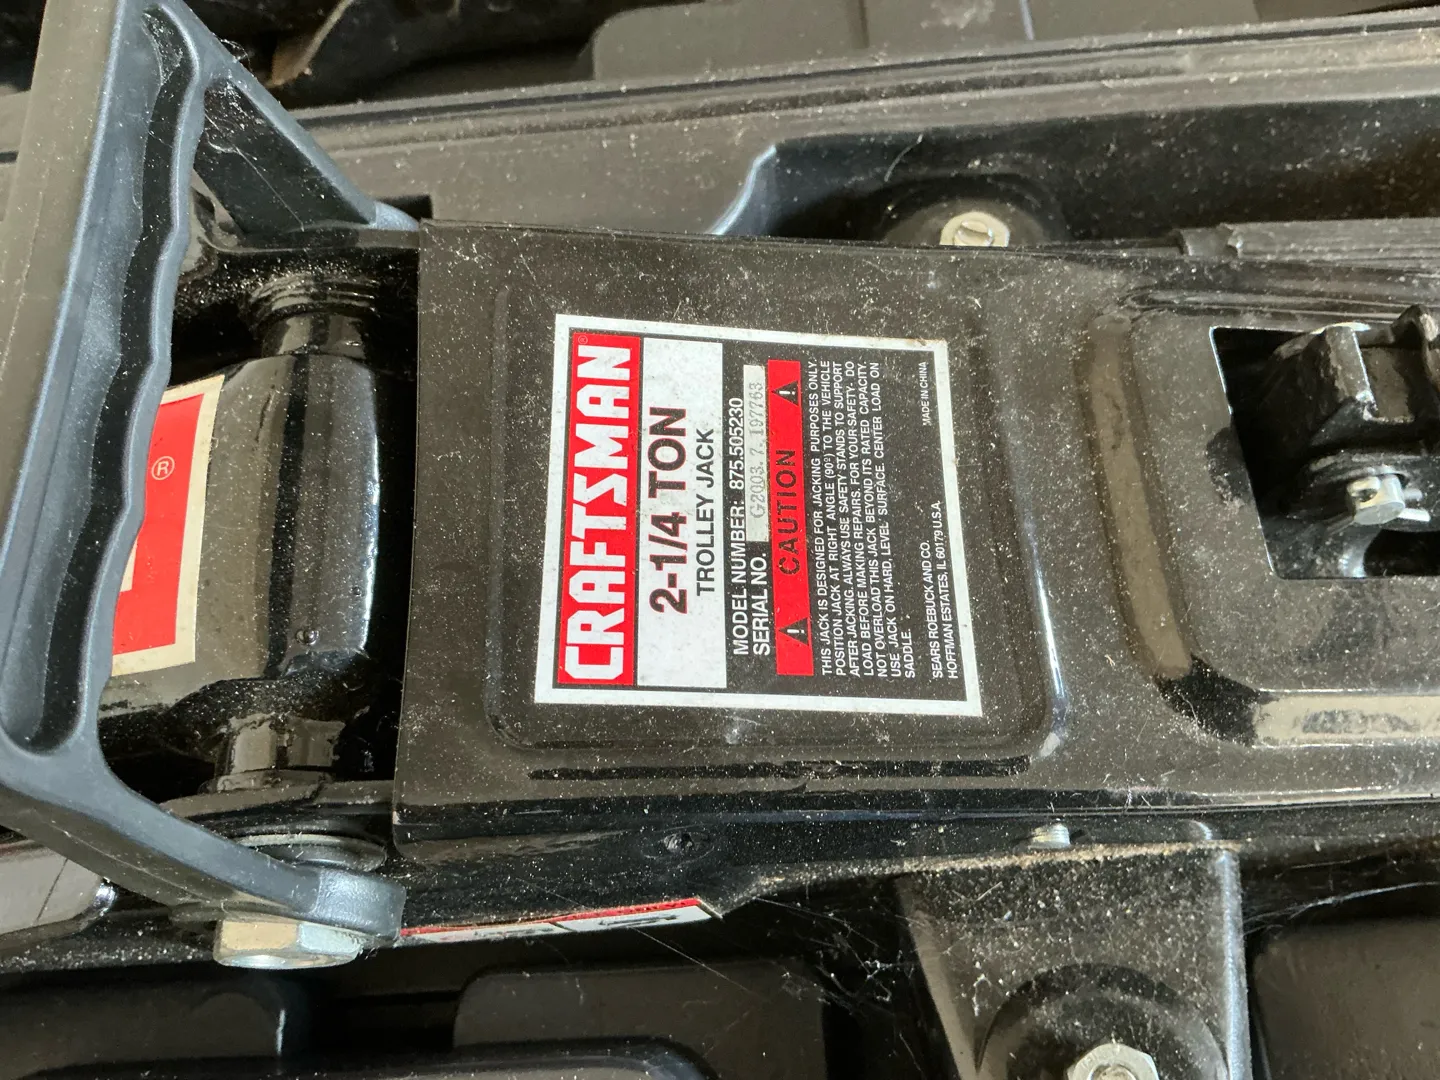 CRAFTSMAN®
2-1/4 TON
TROLLEY JACK
MODEL NUMBER: 875.505230
SERIAL NO. G2003.7.197763
CAUTION
THIS JACK IS DESIGNED FOR JACKING PURPOSES ONLY.
POSITION JACK AT RIGHT ANGLE (90º) TO THE VEHICLE
AFTER JACKING. ALWAYS USE SAFETY STANDS TO SUPPORT
LOAD BEFORE MAKING REPAIRS. FOR YOUR SAFETY- DO
NOT OVERLOAD THIS JACK BEYOND ITS RATED CAPACITY.
USE JACK ON HARD, LEVEL SURFACE. CENTER LOAD ON
SADDLE.
SEARS ROEBUCK AND CO.
HOFFMAN ESTATES, IL 60179 U.S.A.
MADE IN CHINA
®